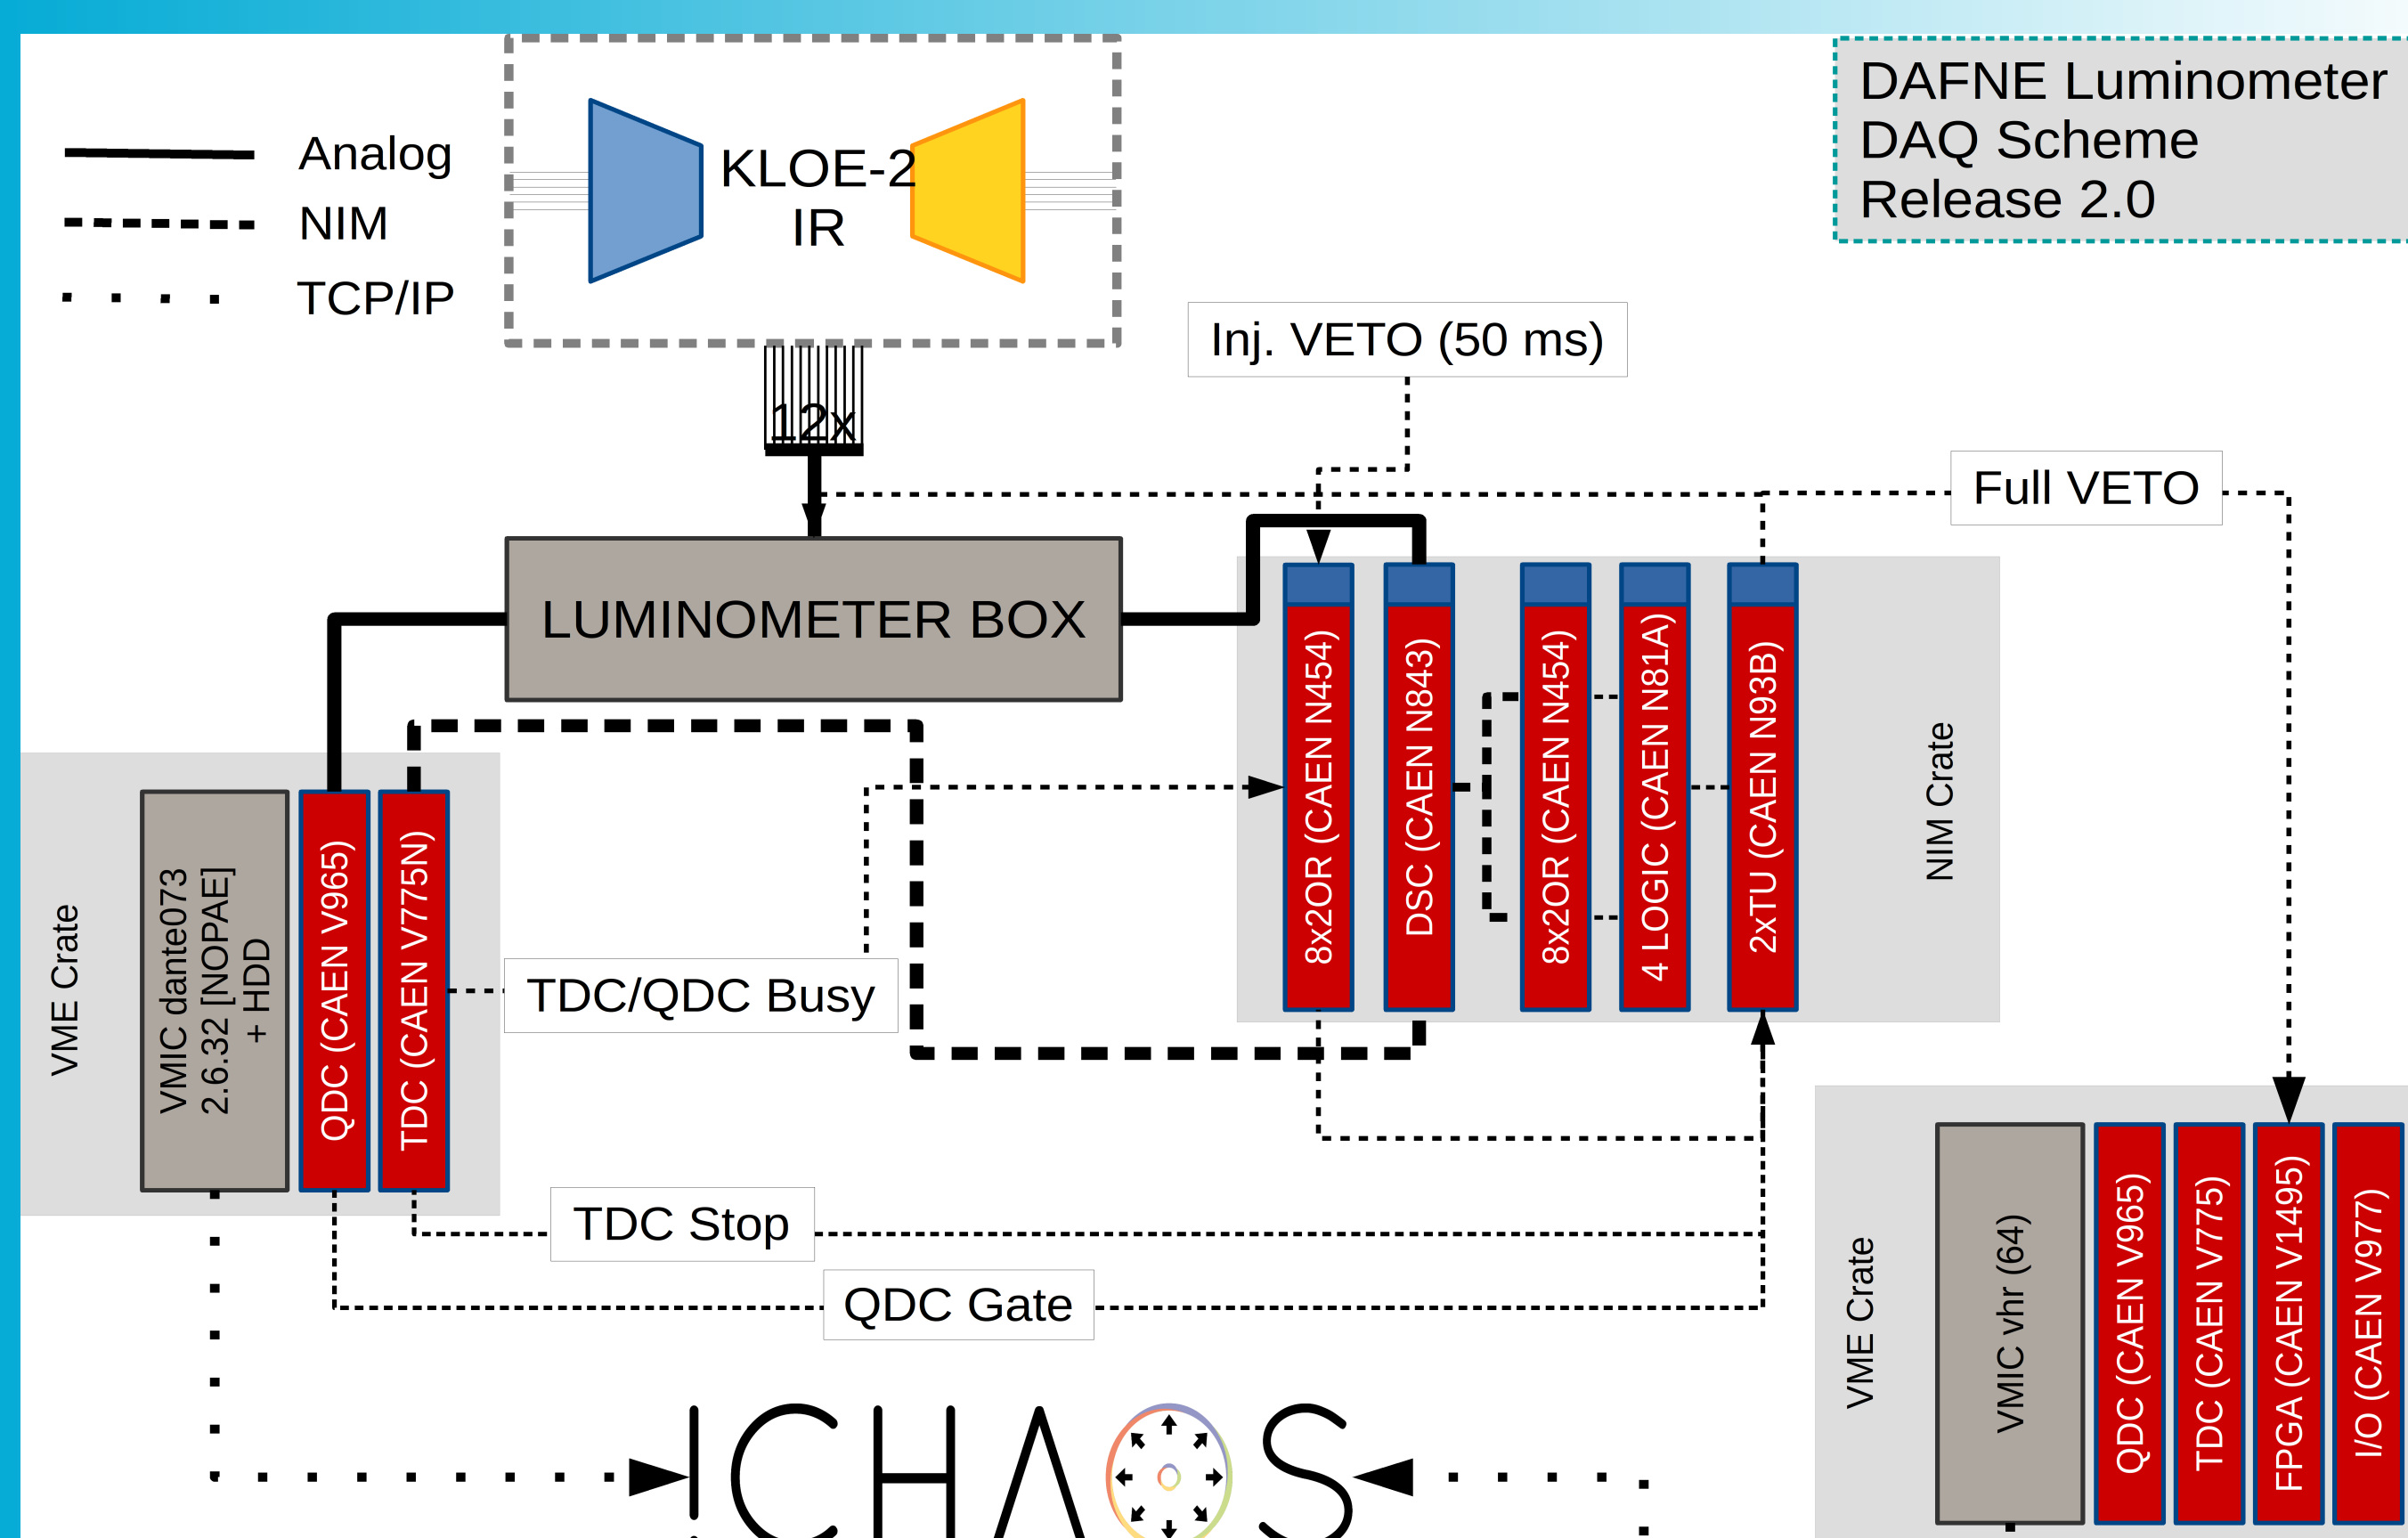 DAFNE Luminometer
DAQ Scheme
Release 2.0
Analog
NIM
TCP/IP
KLOE-2
IR
12x
Inj. VETO (50 ms)
Full VETO
LUMINOMETER BOX
8x2OR (CAEN N454)
DSC (CAEN N843)
8x2OR (CAEN N454)
4 LOGIC (CAEN N81A)
2xTU (CAEN N93B)
NIM Crate
VME Crate
VMIC dante073
2.6.32 [NOPAE]
+ HDD
QDC (CAEN V965)
TDC (CAEN V775N)
TDC/QDC Busy
TDC Stop
QDC Gate
VME Crate
VMIC vhr (64)
QDC (CAEN V965)
TDC (CAEN V775)
FPGA (CAEN V1495)
I/O (CAEN V977)
!CHAOS